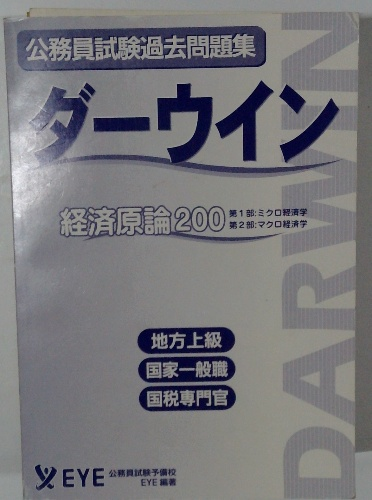 公務員試験過去問題集
ダーウイン
DARWIN
経済原論200
第1部:ミクロ経済学
第2部:マクロ経済学
地方上級
国家一般職
国税専門官
EYE
公務員試験予備校
EYE 編著